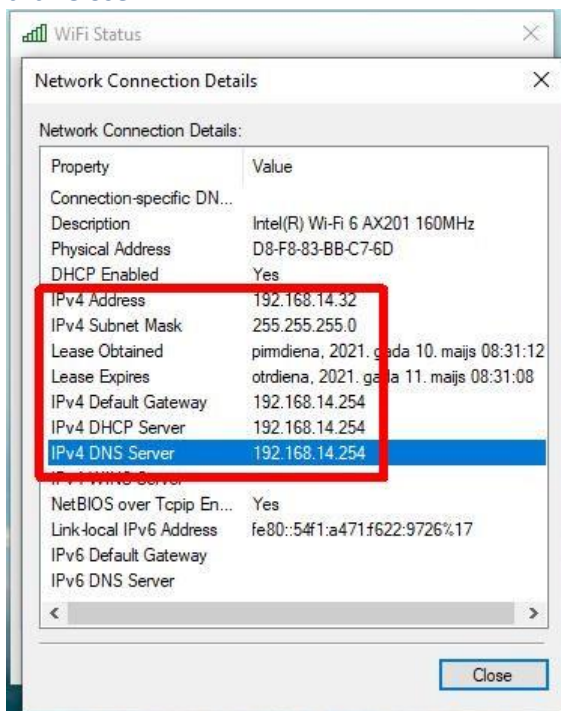 WiFi Status
Network Connection Details
Network Connection Details:
Property Value
Connection-specific DN...
Description Intel(R) Wi-Fi 6 AX201 160MHz
Physical Address D8-F8-83-BB-C7-6D
DHCP Enabled Yes
IPv4 Address 192.168.14.32
IPv4 Subnet Mask 255.255.255.0
Lease Obtained pirmdiena, 2021. gada 10. maijs 08:31:12
Lease Expires otrdiena, 2021. gada 11. maijs 08:31:08
IPv4 Default Gateway 192.168.14.254
IPv4 DHCP Server 192.168.14.254
IPv4 DNS Server 192.168.14.254
IPv4 WINS Server
NetBIOS over Tcpip En... Yes
Link-local IPv6 Address fe80::54f1:a471:f622:9726%17
IPv6 Default Gateway
IPv6 DNS Server
Close